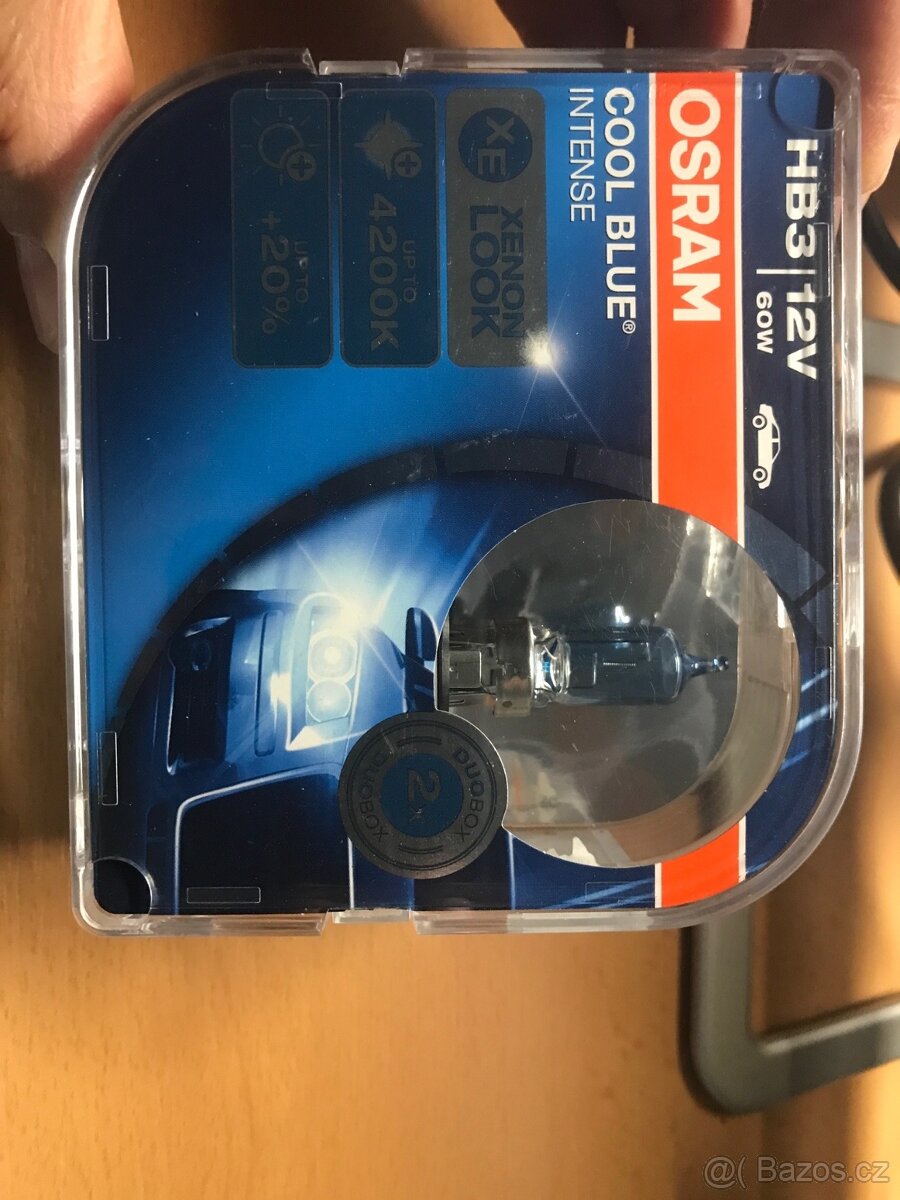 HB3 | 12V
60W
OSRAM
COOL BLUE®
INTENSE
XE XENON
LOOK
UP TO
4200K
UP TO
+20%
DUOBOX
2x
DUOBOX
@( Bazos.cz